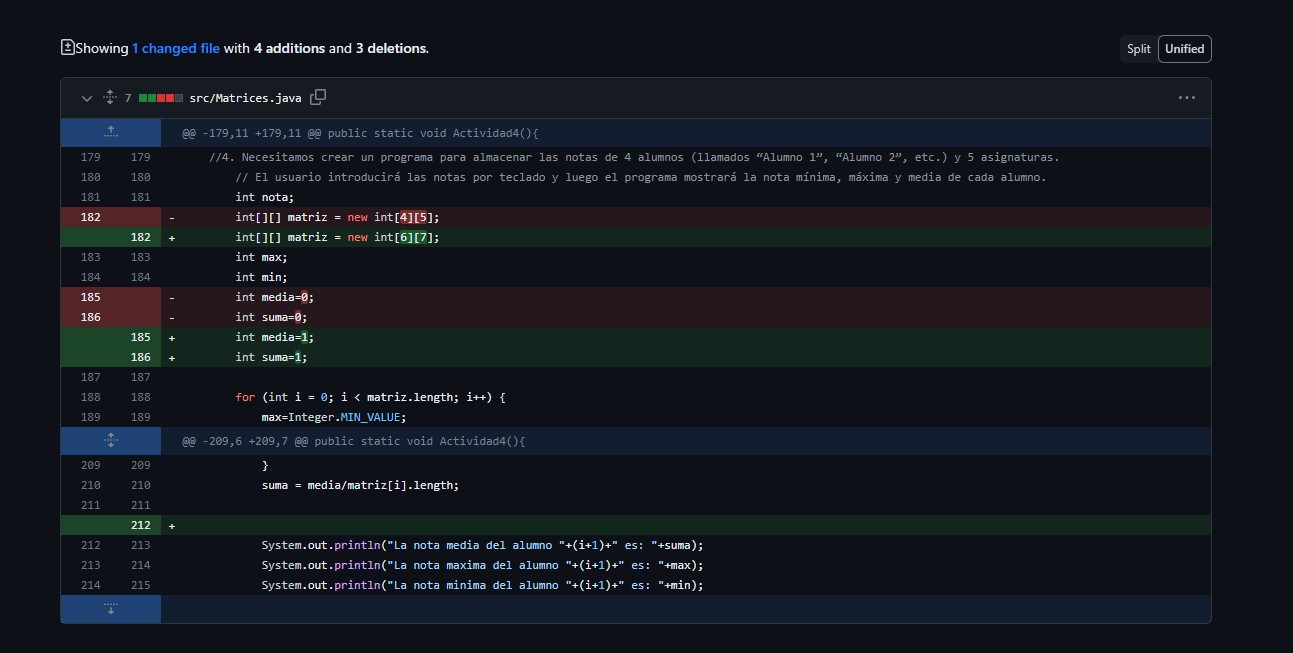 Showing 1 changed file with 4 additions and 3 deletions.
Split Unified
7 src/Matrices.java
@@ -179,11 +179,11 @@ public static void Actividad4(){
179 179 //4. Necesitamos crear un programa para almacenar las notas de 4 alumnos (llamados “Alumno 1”, “Alumno 2”, etc.) y 5 asignaturas.
180 180 // El usuario introducirá las notas por teclado y luego el programa mostrará la nota mínima, máxima y media de cada alumno.
181 181 int nota;
182 - int[][] matriz = new int[4][5];
182 + int[][] matriz = new int[6][7];
183 183 int max;
184 184 int min;
185 - int media=0;
186 - int suma=0;
185 + int media=1;
186 + int suma=1;
187 187
188 188 for (int i = 0; i < matriz.length; i++) {
189 189 max=Integer.MIN_VALUE;
@@ -209,6 +209,7 @@ public static void Actividad4(){
209 209 }
210 210 suma = media/matriz[i].length;
211 211
212 +
212 213 System.out.println("La nota media del alumno "+(i+1)+" es: "+suma);
213 214 System.out.println("La nota maxima del alumno "+(i+1)+" es: "+max);
214 215 System.out.println("La nota minima del alumno "+(i+1)+" es: "+min);